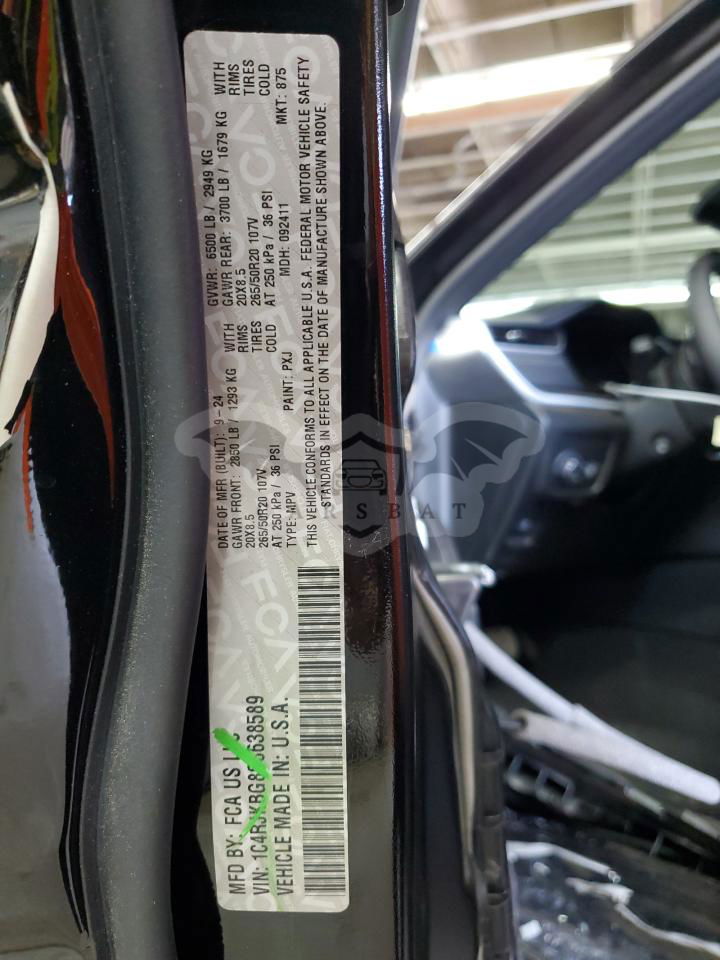 MFD BY: FCA US
DATE OF MFR (BUILT): 9-24
GVWR: 6500 LB / 2949 KG
GAWR FRONT: 2850 LB / 1293 KG WITH
GAWR REAR: 3700 LB / 1679 KG WITH
20X8.5 RIMS
20X8.5 RIMS
265/50R20 107V TIRES
265/50R20 107V TIRES
AT 250 kPa / 36 PSI COLD
AT 250 kPa / 36 PSI COLD
TYPE: MPV PAINT: PXJ MDH: 092411 MKT: 875
THIS VEHICLE CONFORMS TO ALL APPLICABLE U.S.A. FEDERAL MOTOR VEHICLE SAFETY
STANDARDS IN EFFECT ON THE DATE OF MANUFACTURE SHOWN ABOVE.
VIN:
VEHICLE MADE IN: U.S.A.
FCA